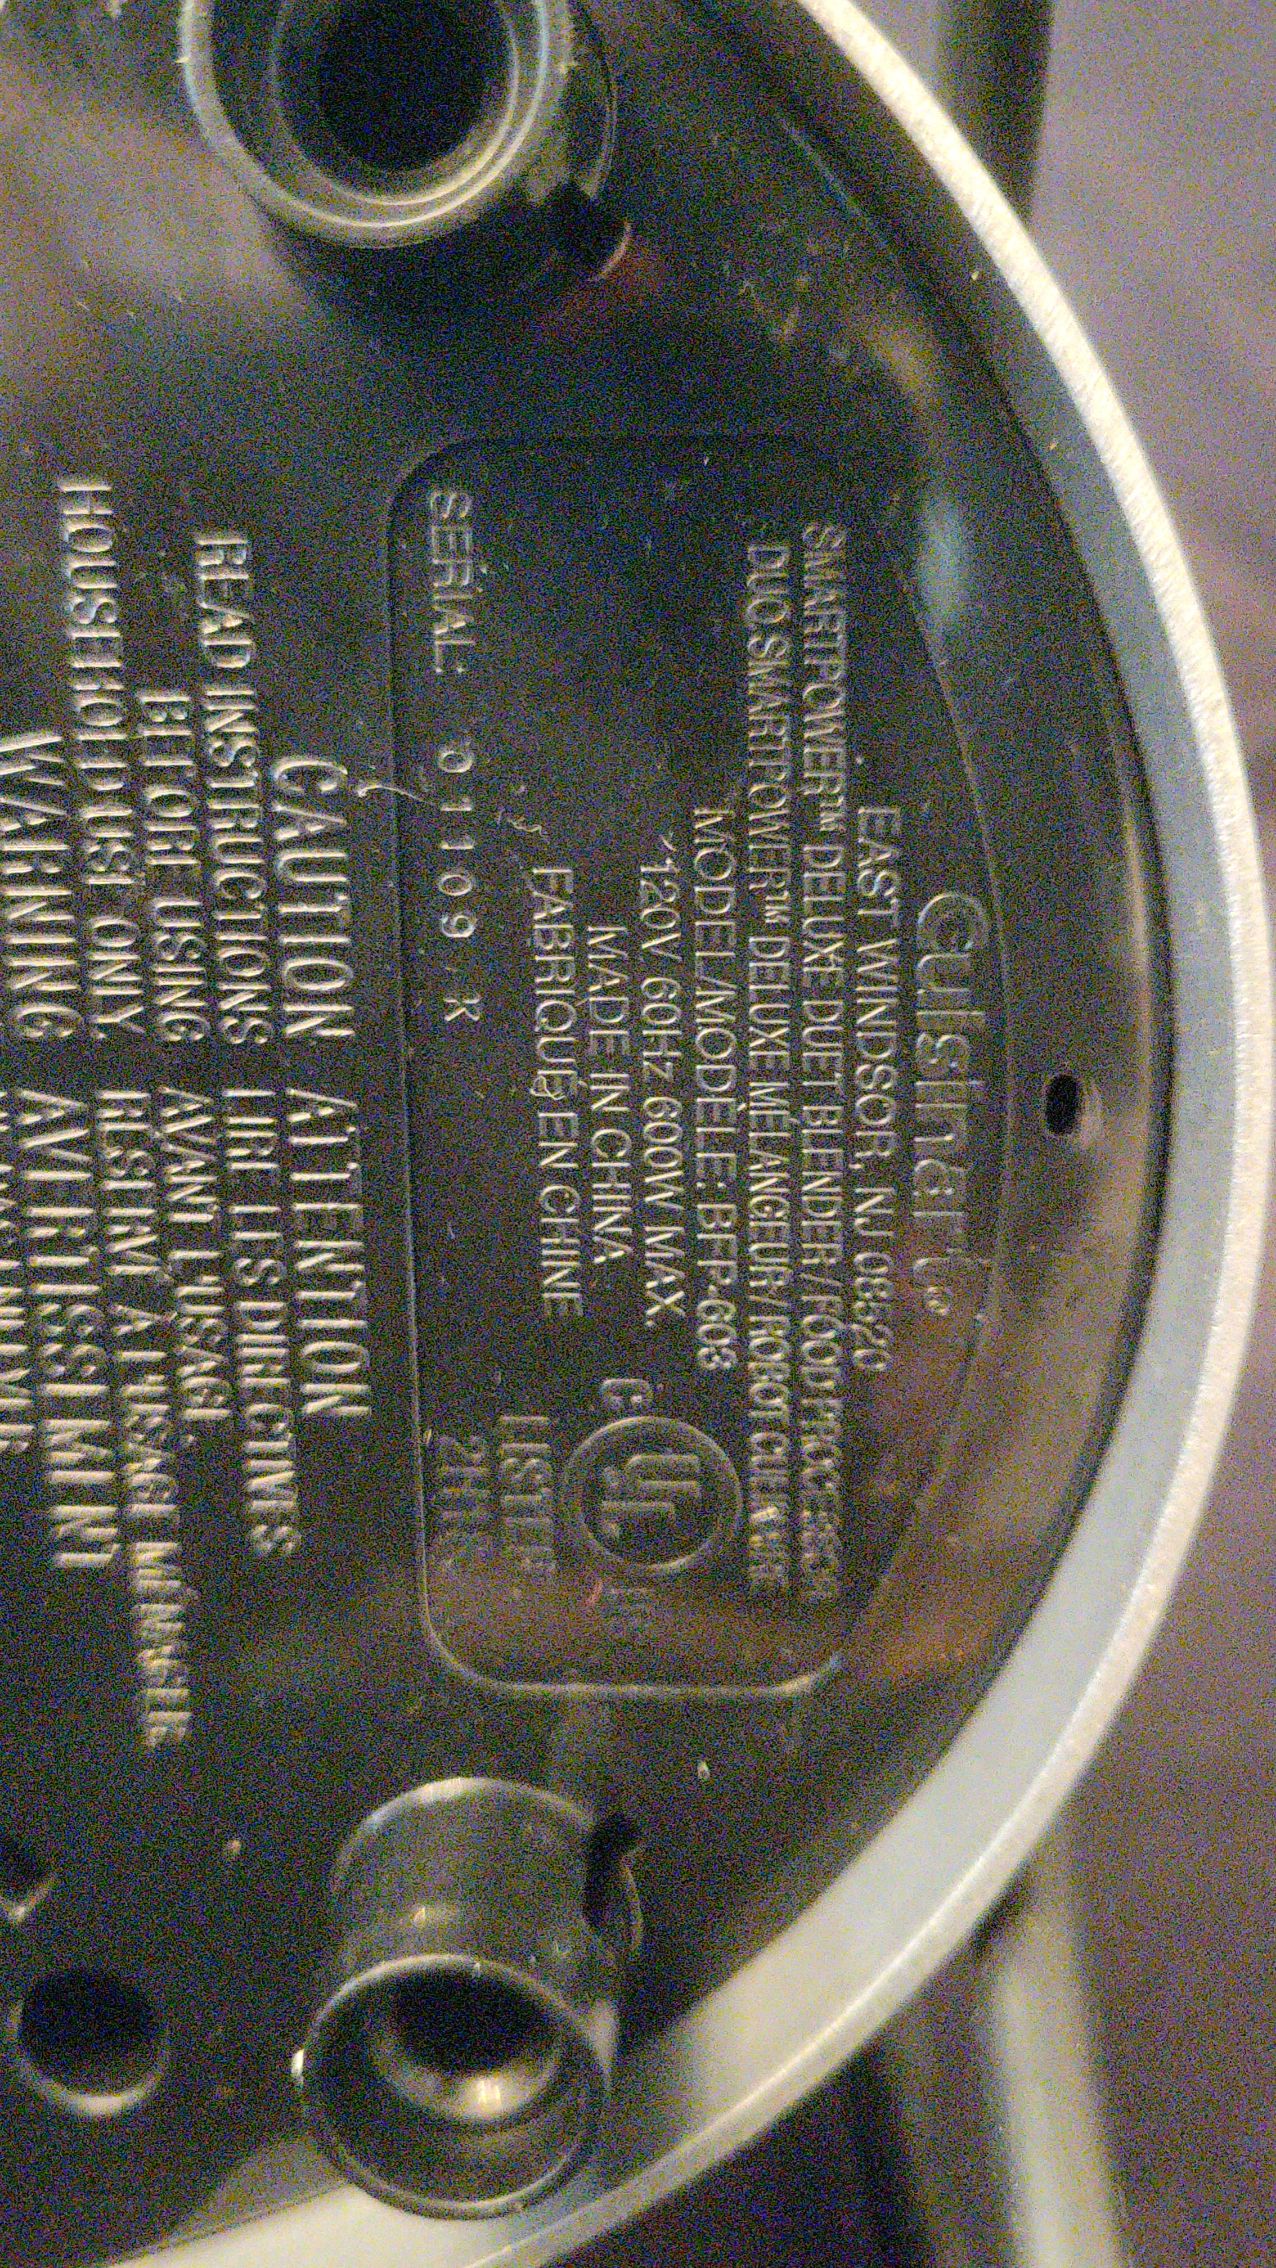 Cuisinart®
EAST WINDSOR, NJ 08520
SMARTPOWER™ DELUXE DUET BLENDER / FOOD PROCESSOR
DUO SMARTPOWER™ DELUXE MÉLANGEUR / ROBOT CULINAIRE
MODEL/MODÈLE: BFP-603
~120V 60Hz 600W MAX.
MADE IN CHINA
FABRIQUÉ EN CHINE
C UL
LISTED
SERIAL: 01109 R
CAUTION ATTENTION
READ INSTRUCTIONS LIRE LES DIRECTIVES
BEFORE USING AVANT L'USAGE
HOUSEHOLD USE ONLY. RÉSERVÉ À L'USAGE MÉNAGER
WARNING AVERTISSEMENT